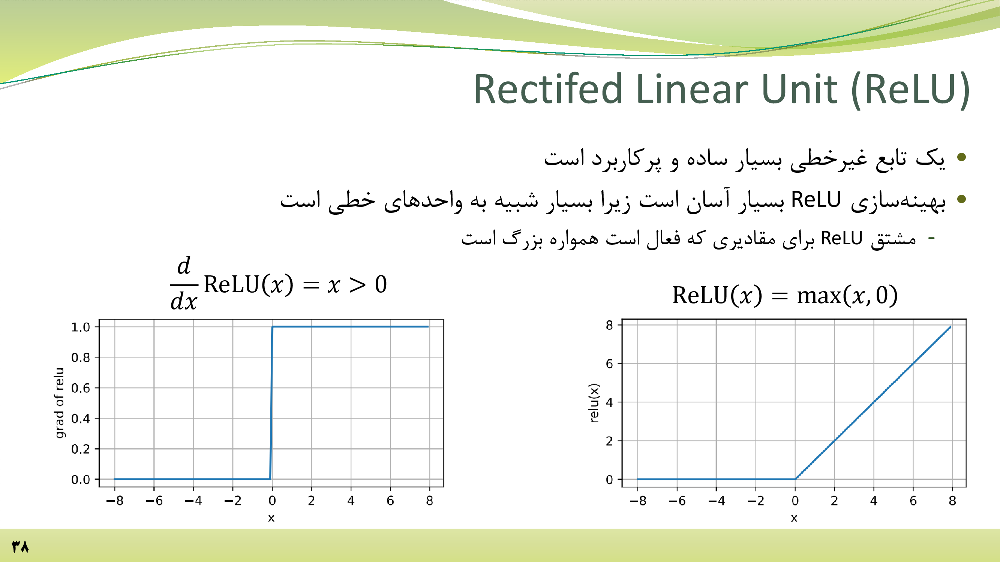 Rectifed Linear Unit (ReLU)
• یک تابع غیرخطی بسیار ساده و پرکاربرد است
• بهینه‌سازی ReLU بسیار آسان است زیرا بسیار شبیه به واحدهای خطی است
- مشتق ReLU برای مقادیری که فعال است همواره بزرگ است
ReLU(x) = max(x, 0)
8
6
4
2
0
relu(x)
−8 −6 −4 −2 0 2 4 6 8
x
d/dx ReLU(x) = x > 0
1.0
0.8
0.6
0.4
0.2
0.0
grad of relu
−8 −6 −4 −2 0 2 4 6 8
x
۳۸